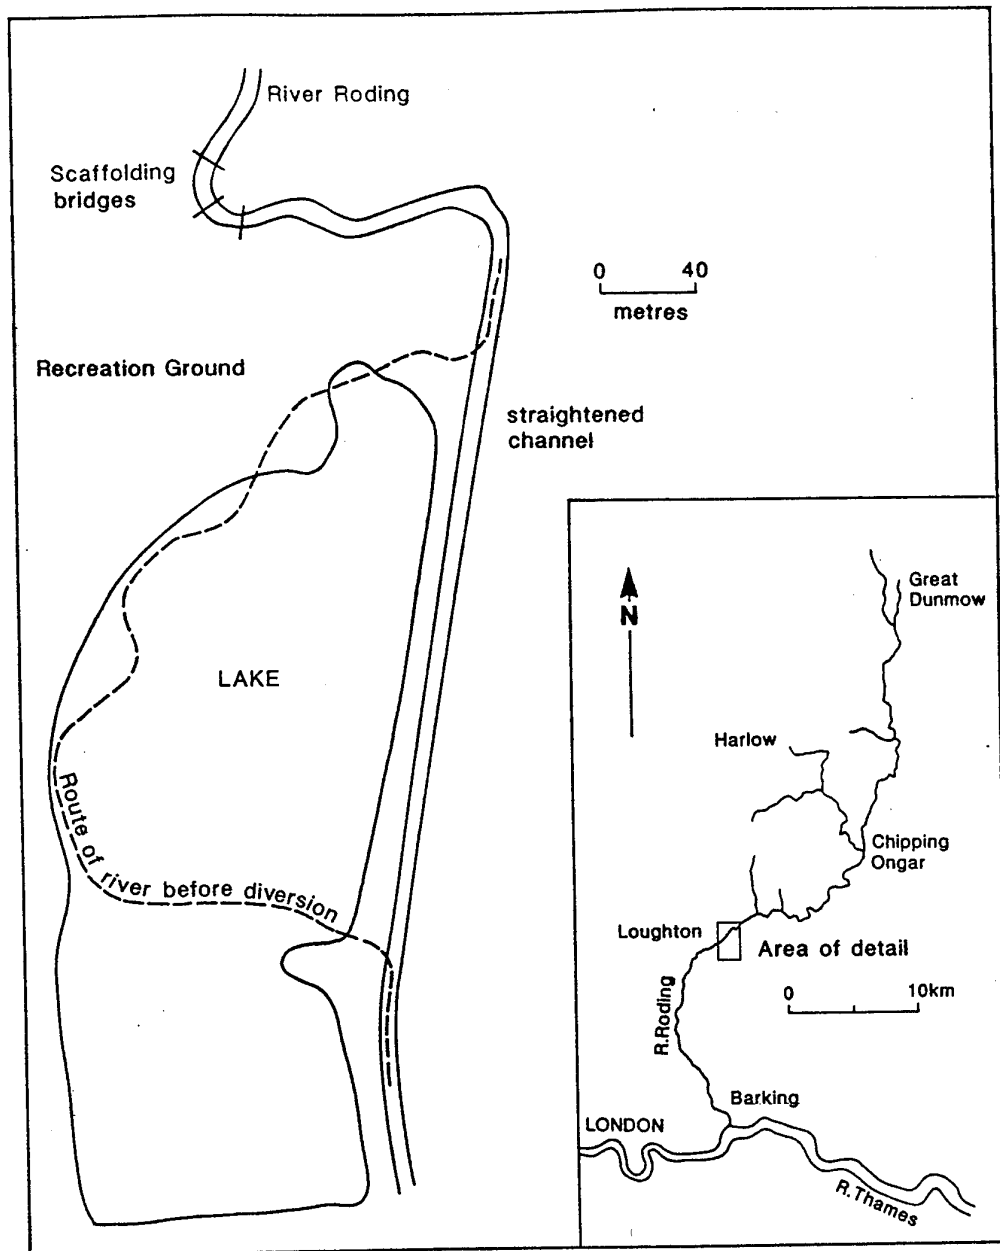 River Roding
Scaffolding
bridges
0 40
metres
Recreation Ground
straightened
channel
LAKE
Route of river before diversion
N
Great
Dunmow
Harlow
Chipping
Ongar
Loughton
Area of detail
0 10km
R.Roding
Barking
LONDON
R.Thames